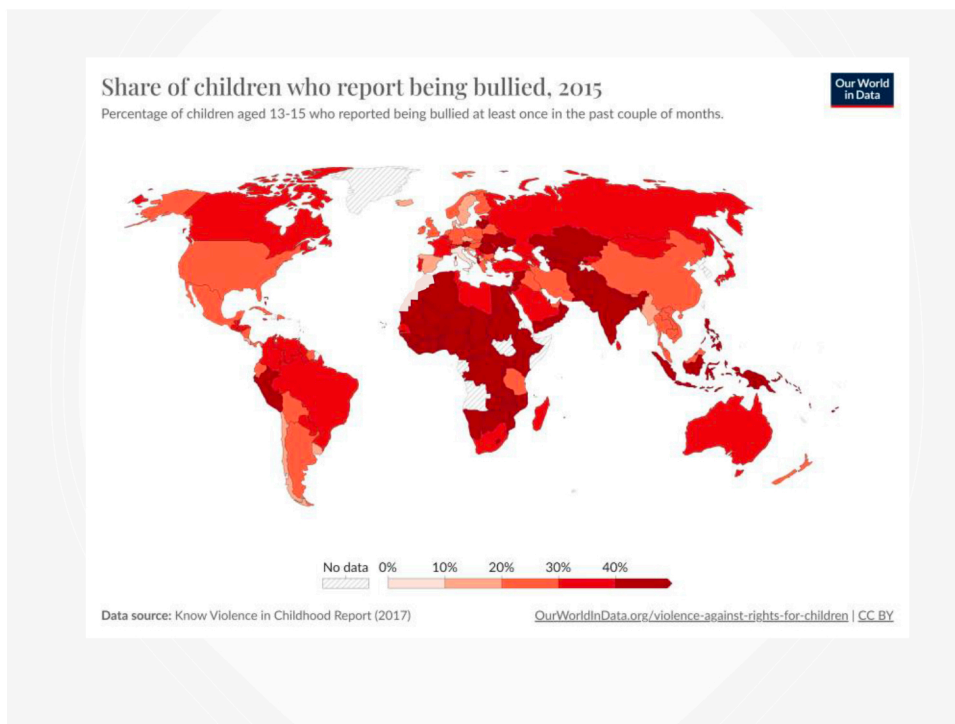 Share of children who report being bullied, 2015
Percentage of children aged 13-15 who reported being bullied at least once in the past couple of months.
Our World
in Data
No data 0% 10% 20% 30% 40%
Data source: Know Violence in Childhood Report (2017)
OurWorldInData.org/violence-against-rights-for-children | CC BY